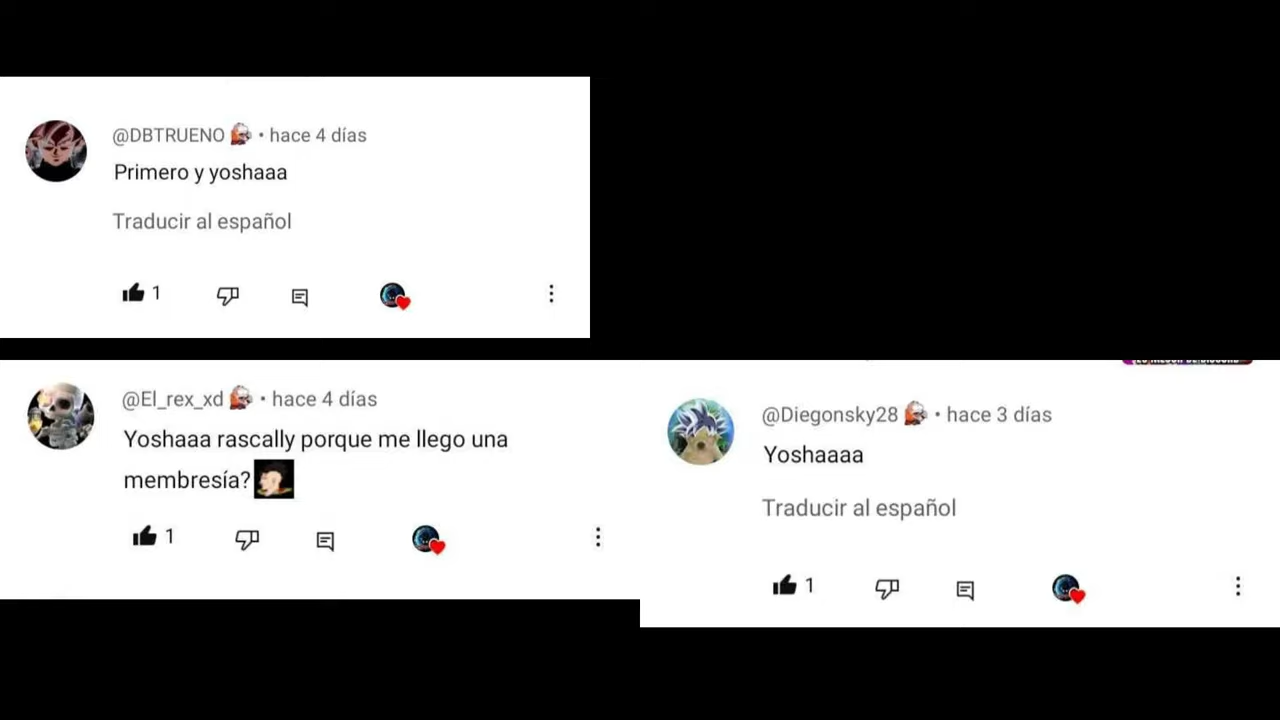 @DBTRUENO • hace 4 días
Primero y yoshaaa
Traducir al español
1
@El_rex_xd • hace 4 días
Yoshaaa rascally porque me llego una
membresía?
1
@Diegonsky28 • hace 3 días
Yoshaaaa
Traducir al español
1